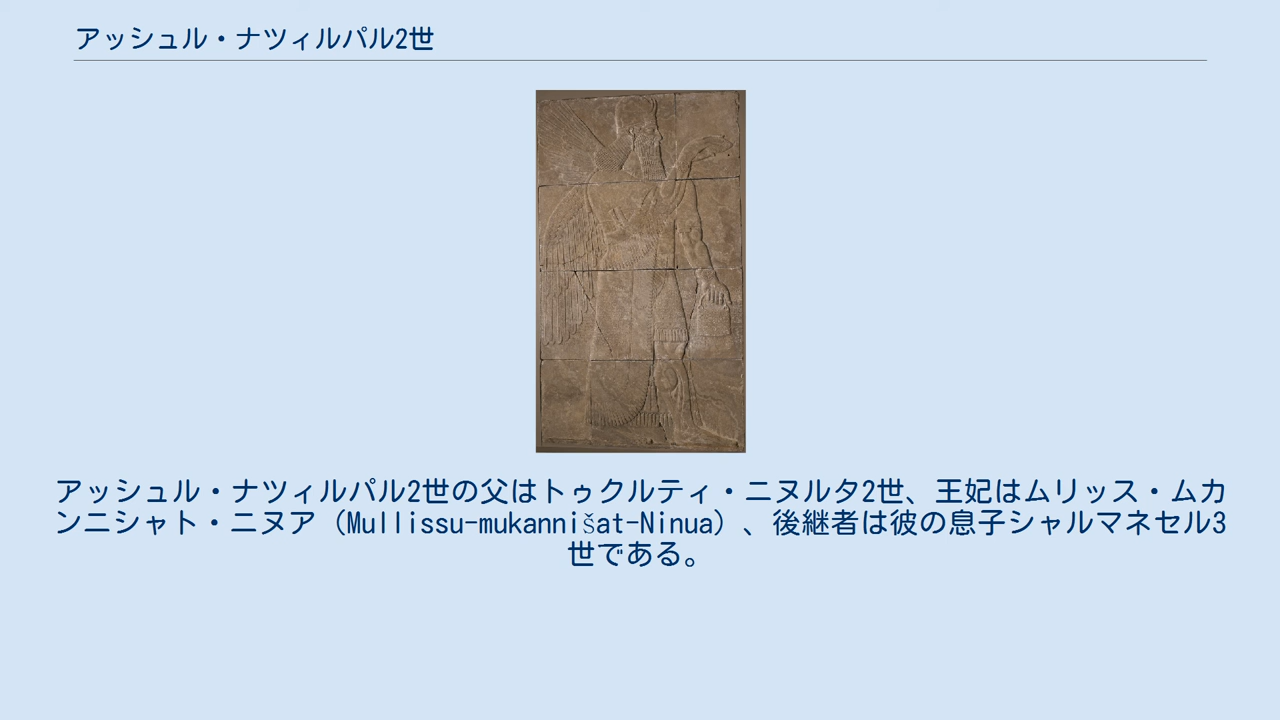 アッシュル・ナツィルパル2世
アッシュル・ナツィルパル2世の父はトゥクルティ・ニヌルタ2世、王妃はムリッス・ムカ
ンニシャト・ニヌア（Mullissu-mukannišat-Ninua）、後継者は彼の息子シャルマネセル3
世である。